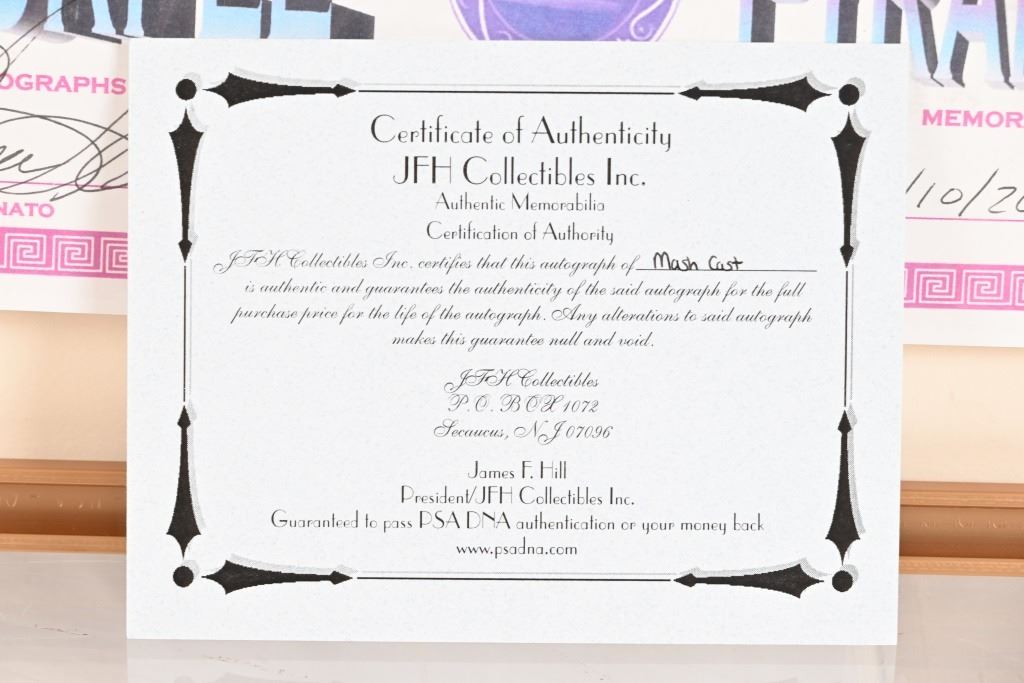 OGRAPHS
NATO
MEMOR
/10/20
Certificate of Authenticity
JFH Collectibles Inc.
Authentic Memorabilia
Certification of Authority
JFH Collectibles Inc. certifies that this autograph of Mash Cast
is authentic and guarantees the authenticity of the said autograph for the full
purchase price for the life of the autograph. Any alterations to said autograph
makes this guarantee null and void.
JFH Collectibles
P.O. BOX 1072
Secaucus, NJ 07096
James F. Hill
President/JFH Collectibles Inc.
Guaranteed to pass PSA DNA authentication or your money back
www.psadna.com